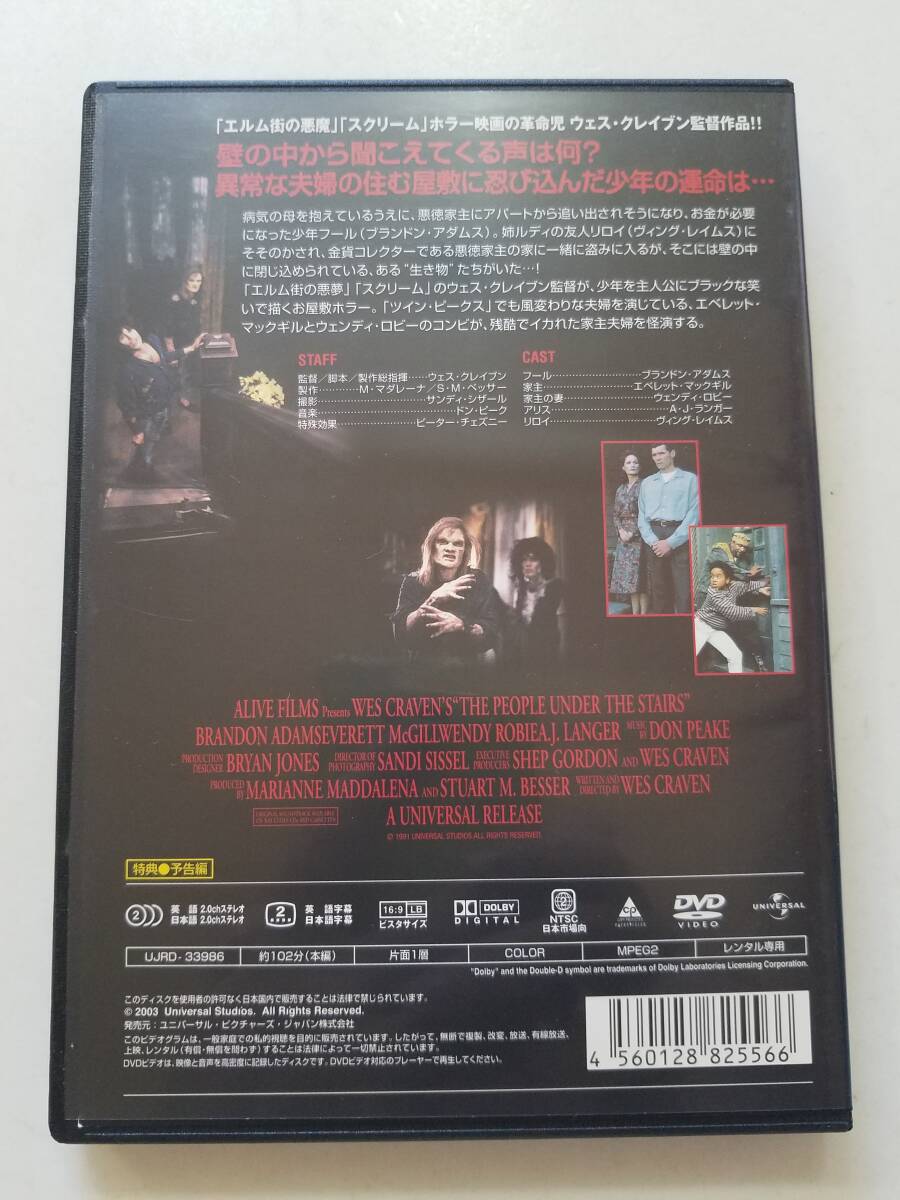 「エルム街の悪魔」「スクリーム」ホラー映画の革命児 ウェス・クレイブン監督作品!!
壁の中から聞こえてくる声は何?
異常な夫婦の住む屋敷に忍び込んだ少年の運命は…
病気の母を抱えているうえに、悪徳家主にアパートから追い出されそうになり、お金が必要
になった少年フール(ブランドン・アダムス)。姉ルディの友人リロイ(ヴィング・レイムス)に
そそのかされ、金貨コレクターである悪徳家主の家に一緒に盗みに入るが、そこには壁の中
に閉じ込められている、ある“生き物”たちがいた…!
「エルム街の悪夢」「スクリーム」のウェス・クレイブン監督が、少年を主人公にブラックな笑
いで描くお屋敷ホラー。「ツイン・ピークス」でも風変わりな夫婦を演じている、エベレット・
マックギルとウェンディ・ロビーのコンビが、残酷でイカれた家主夫婦を怪演する。
STAFF
監督/脚本/製作総指揮……ウェス・クレイブン
製作…………M・マダレーナ/S・M・ベッサー
撮影……………………サンディ・シザール
音楽…………………………ドン・ピーク
特殊効果………………ピーター・チェズニー
CAST
フール…………………ブランドン・アダムス
家主…………………エベレット・マックギル
家主の妻………………ウェンディ・ロビー
アリス……………………A・J・ランガー
リロイ…………………ヴィング・レイムス
ALIVE FILMS Presents WES CRAVEN'S "THE PEOPLE UNDER THE STAIRS"
BRANDON ADAMSEVERETT McGILLWENDY ROBIEA.J. LANGER MUSIC BY DON PEAKE
PRODUCTION DESIGNER BRYAN JONES DIRECTOR OF PHOTOGRAPHY SANDI SISSEL EXECUTIVE PRODUCERS SHEP GORDON AND WES CRAVEN
PRODUCED BY MARIANNE MADDALENA AND STUART M. BESSER WRITTEN AND DIRECTED BY WES CRAVEN
A UNIVERSAL RELEASE
© 1991 UNIVERSAL STUDIOS ALL RIGHTS RESERVED.
特典●予告編
2 英語 2.0chステレオ
日本語 2.0chステレオ
2 英語字幕
日本語字幕
16:9 LB
ビスタサイズ
DOLBY
DIGITAL
2
NTSC
日本市場向
DVD
VIDEO
UNIVERSAL
UJRD-33986 約102分(本編) 片面1層 COLOR MPEG2 レンタル専用
"Dolby" and the Double-D symbol are trademarks of Dolby Laboratories Licensing Corporation.
このディスクを使用者の許可なく日本国内で販売することは法律で禁じられています。
© 2003 Universal Studios. All Rights Reserved.
発売元:ユニバーサル・ピクチャーズ・ジャパン株式会社
このビデオグラムは、一般家庭での私的視聴を目的に販売されています。したがって、無断で複製、改変、放送、有線放送、
上映、レンタル(有償・無償を問わず)することは法律によって一切禁止されています。
DVDビデオは、映像と音声を高密度に記録したディスクです。DVDビデオ対応のプレーヤーで再生してください。
4 560128 825566